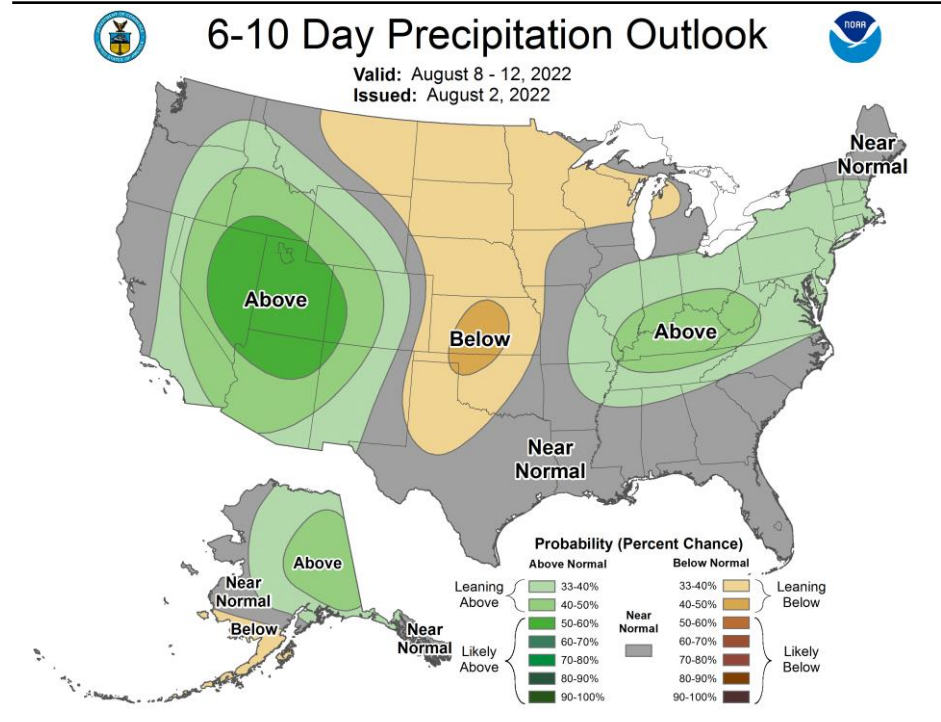 6-10 Day Precipitation Outlook
NOAA
Valid: August 8 - 12, 2022
Issued: August 2, 2022
Near
Normal
Above
Below
Above
Near
Normal
Above
Near
Normal
Below
Near
Normal
Probability (Percent Chance)
Above Normal
Below Normal
Leaning
Above
33-40%
40-50%
Likely
Above
50-60%
60-70%
70-80%
80-90%
90-100%
Near
Normal
33-40%
40-50%
Leaning
Below
50-60%
60-70%
70-80%
80-90%
90-100%
Likely
Below